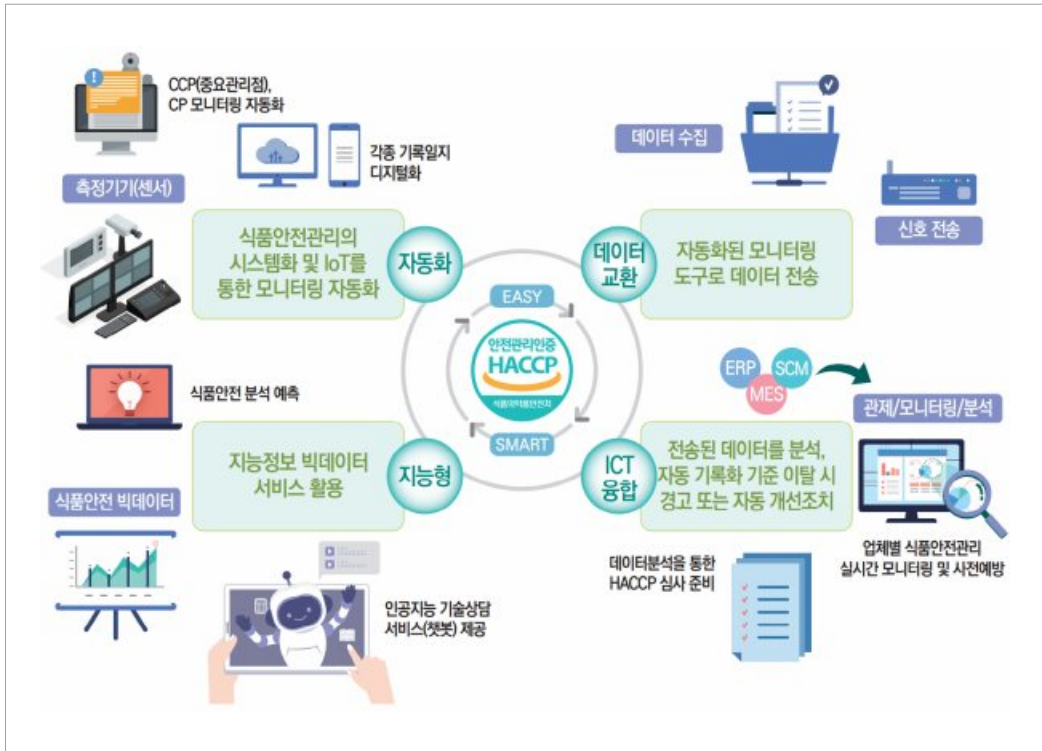 CCP(중요관리점),
CP 모니터링 자동화
각종 기록일지
디지털화
측정기기(센서)
식품안전관리의
시스템화 및 IoT를
통한 모니터링 자동화
자동화
데이터 수집
신호 전송
데이터
교환
자동화된 모니터링
도구로 데이터 전송
EASY
안전관리인증
HACCP
식품의약품안전처
SMART
식품안전 분석 예측
지능정보 빅데이터
서비스 활용
지능형
식품안전 빅데이터
인공지능 기술상담
서비스(챗봇) 제공
ERP
SCM
MES
관제/모니터링/분석
ICT
융합
전송된 데이터를 분석,
자동 기록화 기준 이탈 시
경고 또는 자동 개선조치
업체별 식품안전관리
실시간 모니터링 및 사전예방
데이터분석을 통한
HACCP 심사 준비